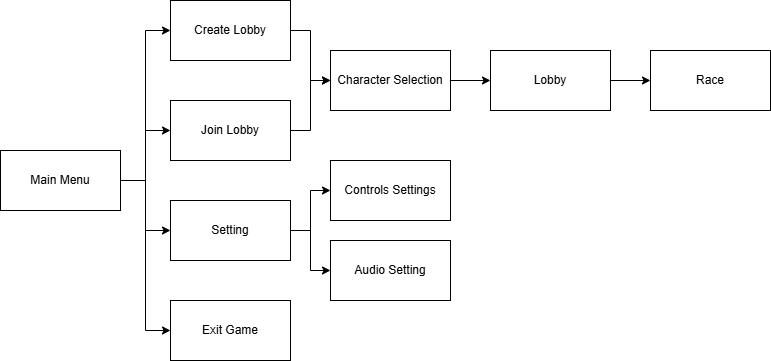 Create Lobby
Character Selection
Lobby
Race
Join Lobby
Main Menu
Controls Settings
Setting
Audio Setting
Exit Game